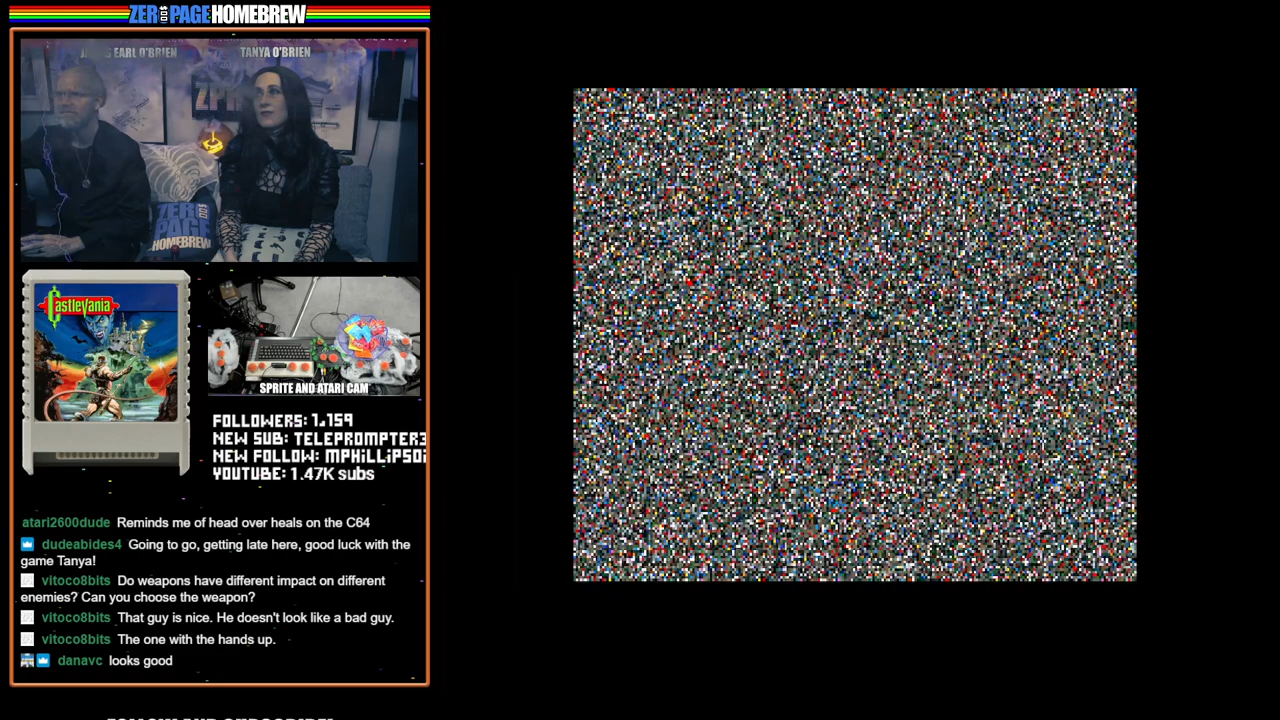 ZEROPAGE HOMEBREW
EARL O'BRIEN
TANYA O'BRIEN
ZERO
PAGE
HOMEBREW
Castlevania
SPRITE AND ATARI CAM
FOLLOWERS: 1,159
NEW SUB: TELEPROMPTER3
NEW FOLLOW: MPHILLIPSO
YOUTUBE: 1.47K subs
atari2600dude Reminds me of head over heals on the C64
dudeabides4 Going to go, getting late here, good luck with the
game Tanya!
vitoco8bits Do weapons have different impact on different
enemies? Can you choose the weapon?
vitoco8bits That guy is nice. He doesn't look like a bad guy.
vitoco8bits The one with the hands up.
danavc looks good